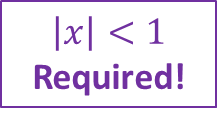 |𝑥| < 1
Required!